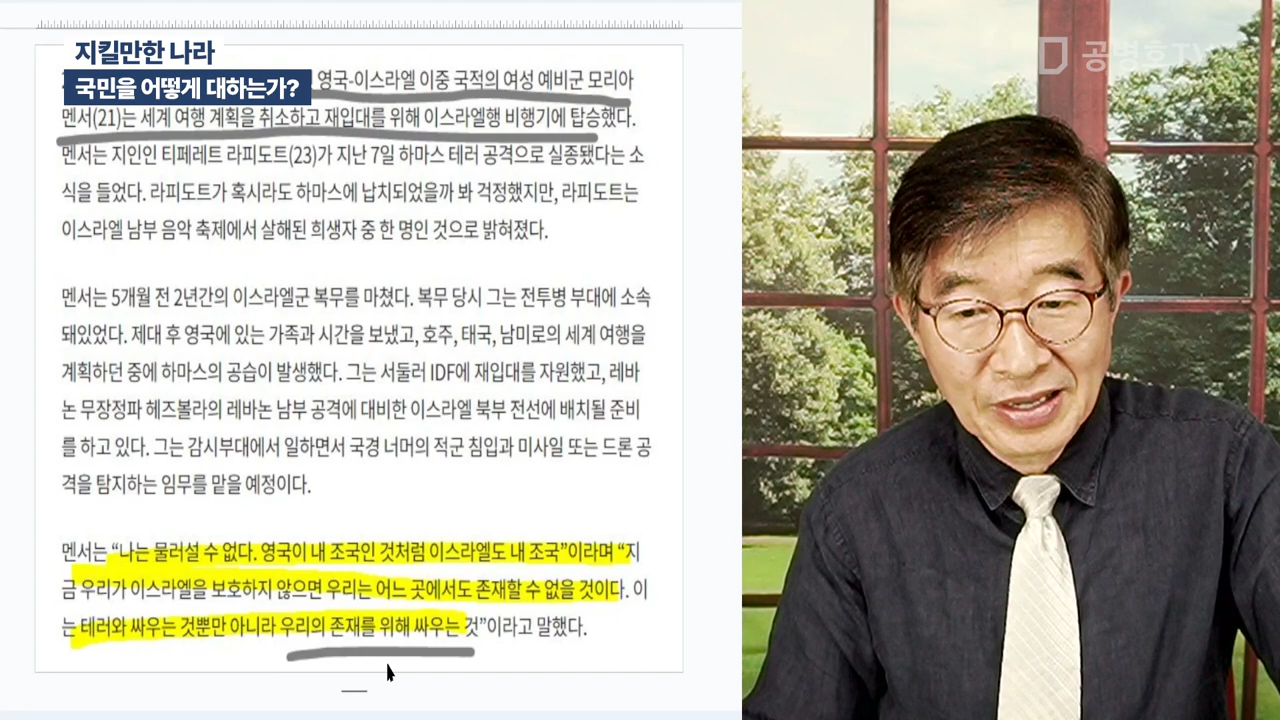 지킬만한 나라
국민을 어떻게 대하는가?
공병호TV
영국-이스라엘 이중 국적의 여성 예비군 모리아
멘서(21)는 세계 여행 계획을 취소하고 재입대를 위해 이스라엘행 비행기에 탑승했다.
멘서는 지인인 티페레트 라피도트(23)가 지난 7일 하마스 테러 공격으로 실종됐다는 소
식을 들었다. 라피도트가 혹시라도 하마스에 납치되었을까 봐 걱정했지만, 라피도트는
이스라엘 남부 음악 축제에서 살해된 희생자 중 한 명인 것으로 밝혀졌다.
멘서는 5개월 전 2년간의 이스라엘군 복무를 마쳤다. 복무 당시 그는 전투병 부대에 소속
돼있었다. 제대 후 영국에 있는 가족과 시간을 보냈고, 호주, 태국, 남미로의 세계 여행을
계획하던 중에 하마스의 공습이 발생했다. 그는 서둘러 IDF에 재입대를 자원했고, 레바
논 무장정파 헤즈볼라의 레바논 남부 공격에 대비한 이스라엘 북부 전선에 배치될 준비
를 하고 있다. 그는 감시부대에서 일하면서 국경 너머의 적군 침입과 미사일 또는 드론 공
격을 탐지하는 임무를 맡을 예정이다.
멘서는 “나는 물러설 수 없다. 영국이 내 조국인 것처럼 이스라엘도 내 조국”이라며 “지
금 우리가 이스라엘을 보호하지 않으면 우리는 어느 곳에서도 존재할 수 없을 것이다. 이
는 테러와 싸우는 것뿐만 아니라 우리의 존재를 위해 싸우는 것”이라고 말했다.